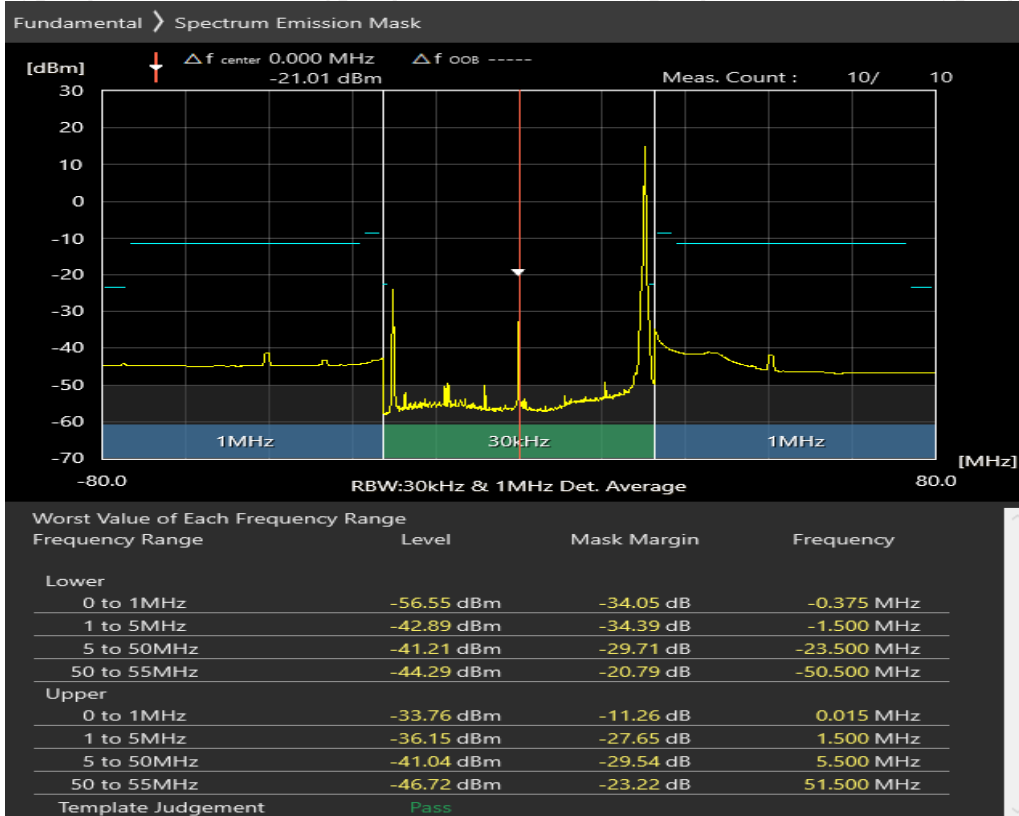 Fundamental ❯ Spectrum Emission Mask
[dBm]
△f center 0.000 MHz △f OOB -----
-21.01 dBm
Meas. Count : 10/ 10
30
20
10
0
-10
-20
-30
-40
-50
-60
-70
1MHz 30kHz 1MHz
[MHz]
-80.0 RBW:30kHz & 1MHz Det. Average 80.0
Worst Value of Each Frequency Range
Frequency Range Level Mask Margin Frequency
Lower
0 to 1MHz -56.55 dBm -34.05 dB -0.375 MHz
1 to 5MHz -42.89 dBm -34.39 dB -1.500 MHz
5 to 50MHz -41.21 dBm -29.71 dB -23.500 MHz
50 to 55MHz -44.29 dBm -20.79 dB -50.500 MHz
Upper
0 to 1MHz -33.76 dBm -11.26 dB 0.015 MHz
1 to 5MHz -36.15 dBm -27.65 dB 1.500 MHz
5 to 50MHz -41.04 dBm -29.54 dB 5.500 MHz
50 to 55MHz -46.72 dBm -23.22 dB 51.500 MHz
Template Judgement Pass